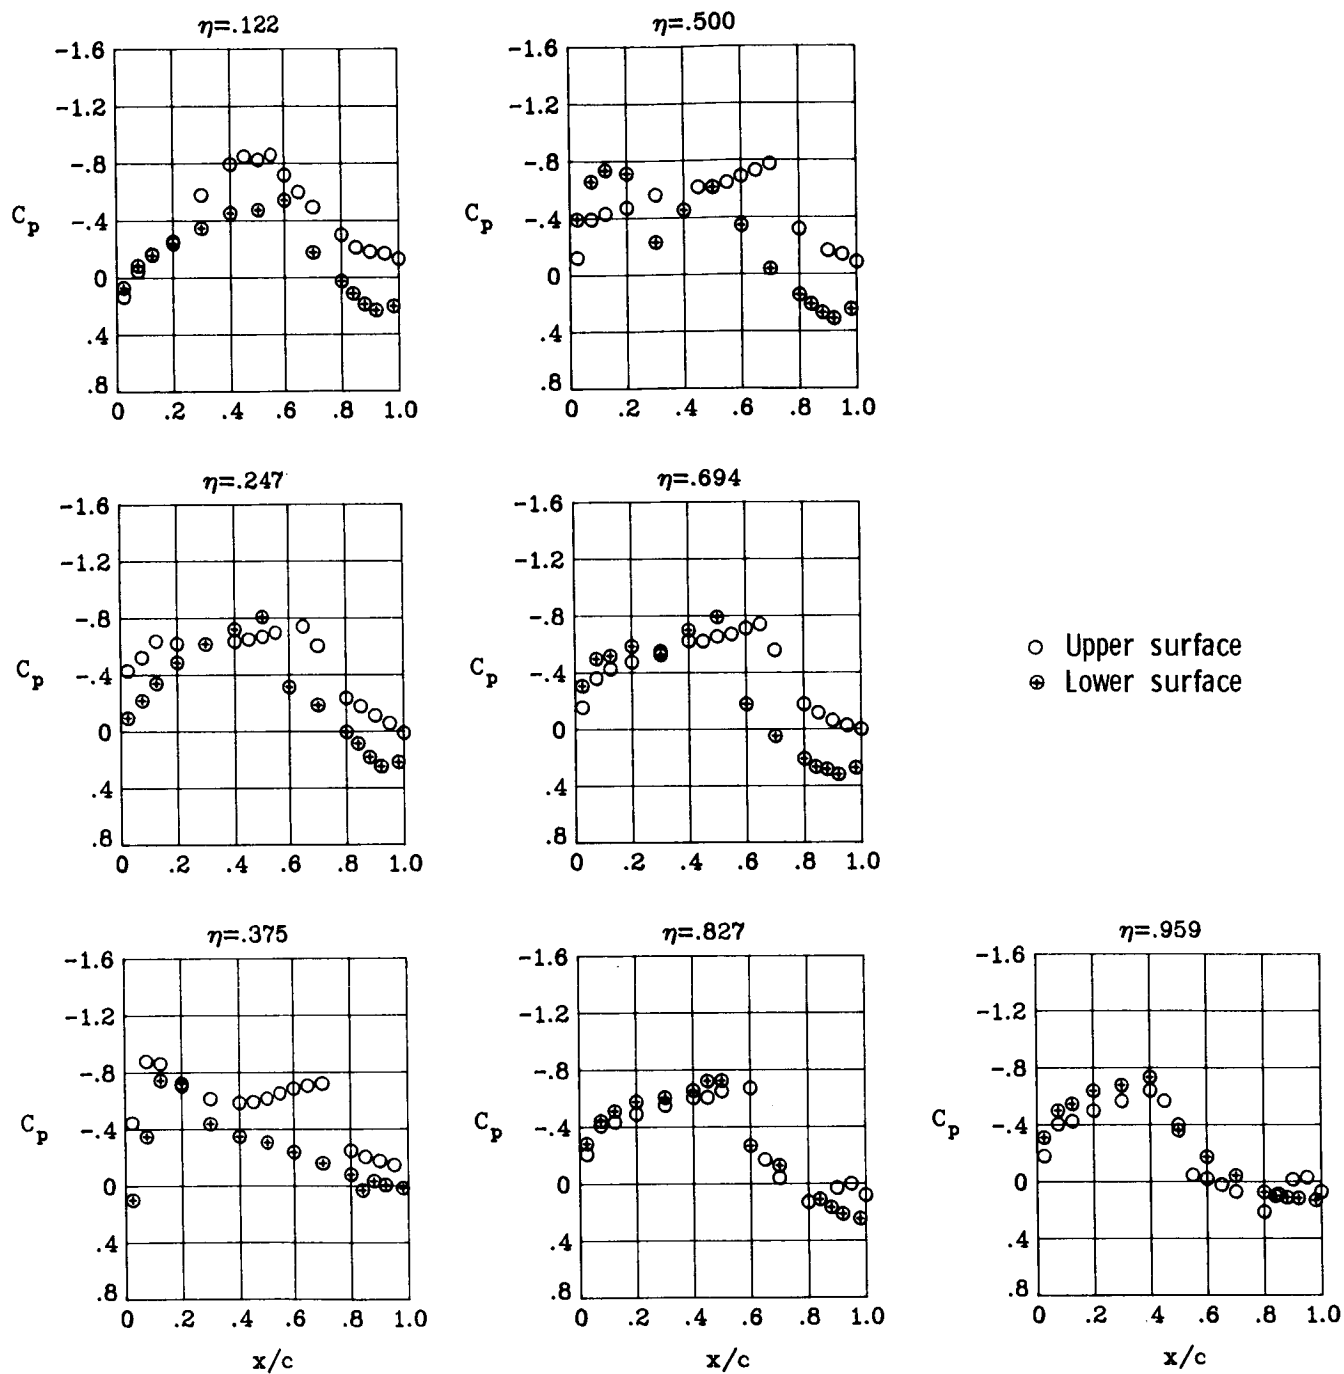 η=.122
-1.6
-1.2
-.8
-.4
0
.4
.8
C_p
0 .2 .4 .6 .8 1.0
η=.500
-1.6
-1.2
-.8
-.4
0
.4
.8
C_p
0 .2 .4 .6 .8 1.0
η=.247
-1.6
-1.2
-.8
-.4
0
.4
.8
C_p
0 .2 .4 .6 .8 1.0
η=.694
-1.6
-1.2
-.8
-.4
0
.4
.8
C_p
0 .2 .4 .6 .8 1.0
Upper surface
Lower surface
η=.375
-1.6
-1.2
-.8
-.4
0
.4
.8
C_p
0 .2 .4 .6 .8 1.0
x/c
η=.827
-1.6
-1.2
-.8
-.4
0
.4
.8
C_p
0 .2 .4 .6 .8 1.0
x/c
η=.959
-1.6
-1.2
-.8
-.4
0
.4
.8
C_p
0 .2 .4 .6 .8 1.0
x/c